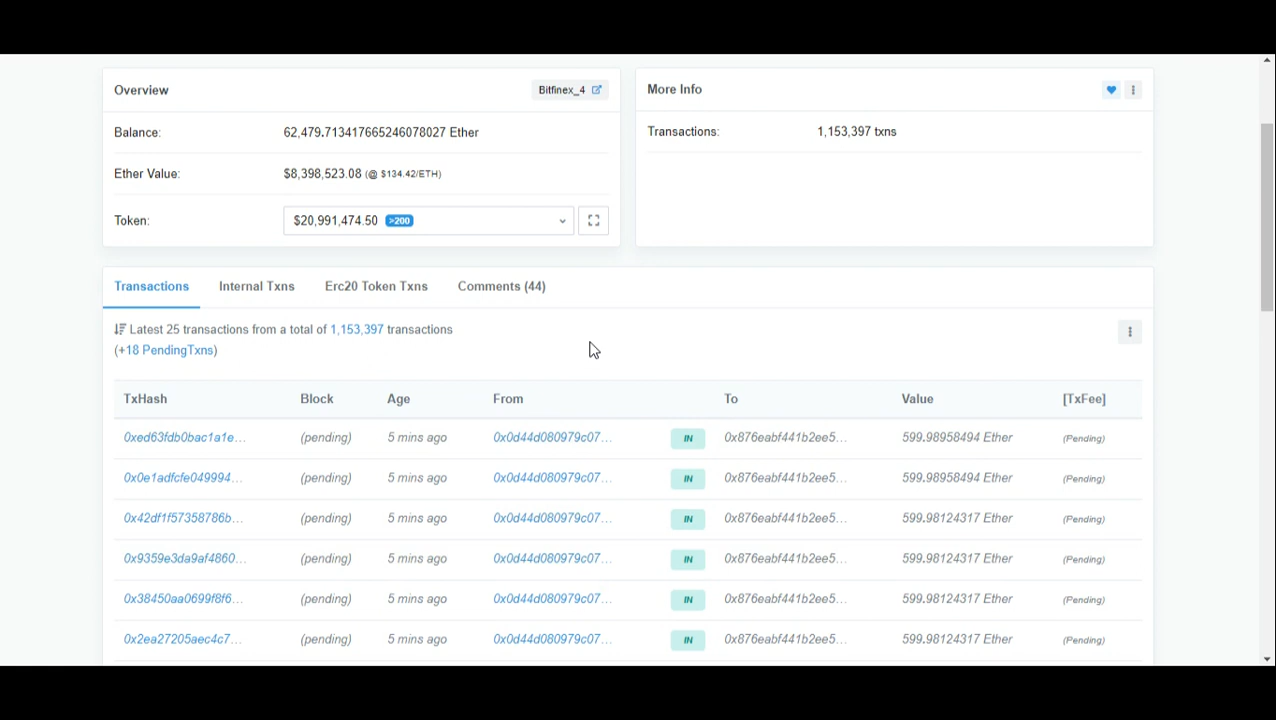 Overview Bitfinex_4
Balance: 62,479.713417665246078027 Ether
Ether Value: $8,398,523.08 (@ $134.42/ETH)
Token: $20,991,474.50 >200
More Info
Transactions: 1,153,397 txns
Transactions Internal Txns Erc20 Token Txns Comments (44)
Latest 25 transactions from a total of 1,153,397 transactions
(+18 PendingTxns)
TxHash Block Age From To Value [TxFee]
0xed63fdb0bac1a1e... (pending) 5 mins ago 0x0d44d080979c07... IN 0x876eabf441b2ee5... 599.98958494 Ether (Pending)
0x0e1adfcfe049994... (pending) 5 mins ago 0x0d44d080979c07... IN 0x876eabf441b2ee5... 599.98958494 Ether (Pending)
0x42df1f57358786b... (pending) 5 mins ago 0x0d44d080979c07... IN 0x876eabf441b2ee5... 599.98124317 Ether (Pending)
0x9359e3da9af4860... (pending) 5 mins ago 0x0d44d080979c07... IN 0x876eabf441b2ee5... 599.98124317 Ether (Pending)
0x38450aa0699f8f6... (pending) 5 mins ago 0x0d44d080979c07... IN 0x876eabf441b2ee5... 599.98124317 Ether (Pending)
0x2ea27205aec4c7... (pending) 5 mins ago 0x0d44d080979c07... IN 0x876eabf441b2ee5... 599.98124317 Ether (Pending)